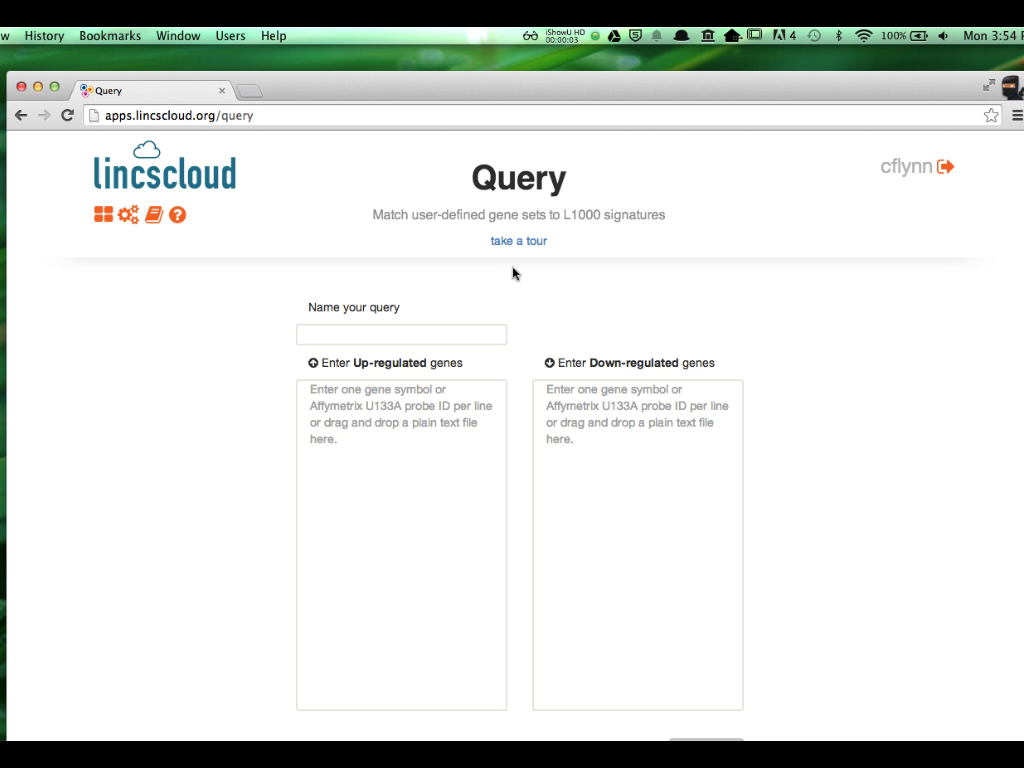 w History Bookmarks Window Users Help iShowU HD 00:00:03 4 100% Mon 3:54
Query
apps.lincscloud.org/query
lincscloud
cflynn
Query
Match user-defined gene sets to L1000 signatures
take a tour
Name your query
Enter Up-regulated genes
Enter Down-regulated genes
Enter one gene symbol or
Affymetrix U133A probe ID per line
or drag and drop a plain text file
here.
Enter one gene symbol or
Affymetrix U133A probe ID per line
or drag and drop a plain text file
here.